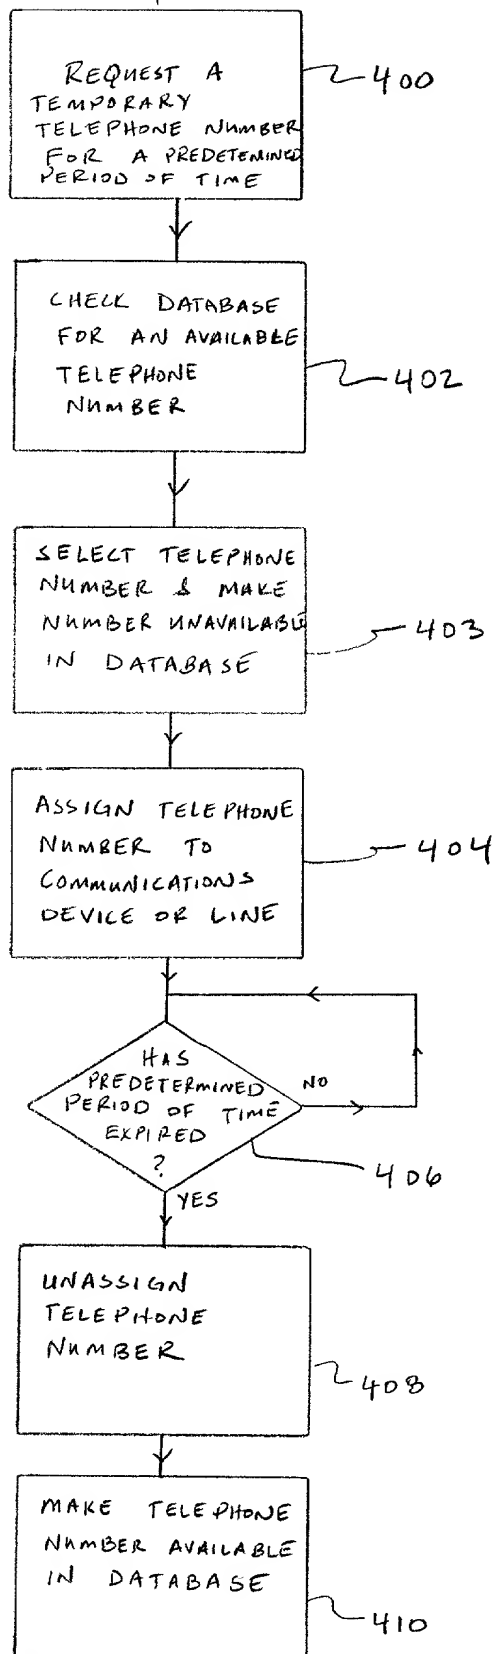 REQUEST A
TEMPORARY
TELEPHONE NUMBER
FOR A PREDETEMINED
PERIOD OF TIME
400
CHECK DATABASE
FOR AN AVAILABLE
TELEPHONE
NUMBER
402
SELECT TELEPHONE
NUMBER & MAKE
NUMBER UNAVAILABLE
IN DATABASE
403
ASSIGN TELEPHONE
NUMBER TO
COMMUNICATIONS
DEVICE OR LINE
404
HAS
PREDETERMINED
PERIOD OF TIME
EXPIRED
?
NO
406
YES
UNASSIGN
TELEPHONE
NUMBER
408
MAKE TELEPHONE
NUMBER AVAILABLE
IN DATABASE
410